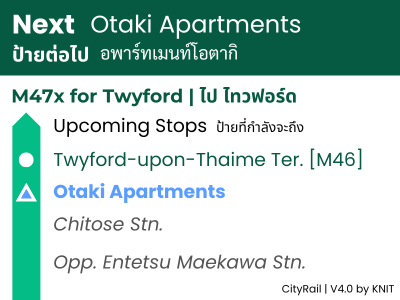 Next Otaki Apartments
ป้ายต่อไป อพาร์ทเมนท์โอตากิ
M47x for Twyford | ไป ไทวฟอร์ด
Upcoming Stops ป้ายที่กำลังจะถึง
Twyford-upon-Thaime Ter. [M46]
Otaki Apartments
Chitose Stn.
Opp. Entetsu Maekawa Stn.
CityRail | V4.0 by KNIT